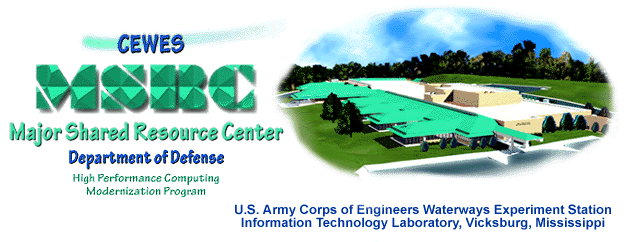 CEWES
MSRC
Major Shared Resource Center
Department of Defense
High Performance Computing
Modernization Program
U.S. Army Corps of Engineers Waterways Experiment Station
Information Technology Laboratory, Vicksburg, Mississippi